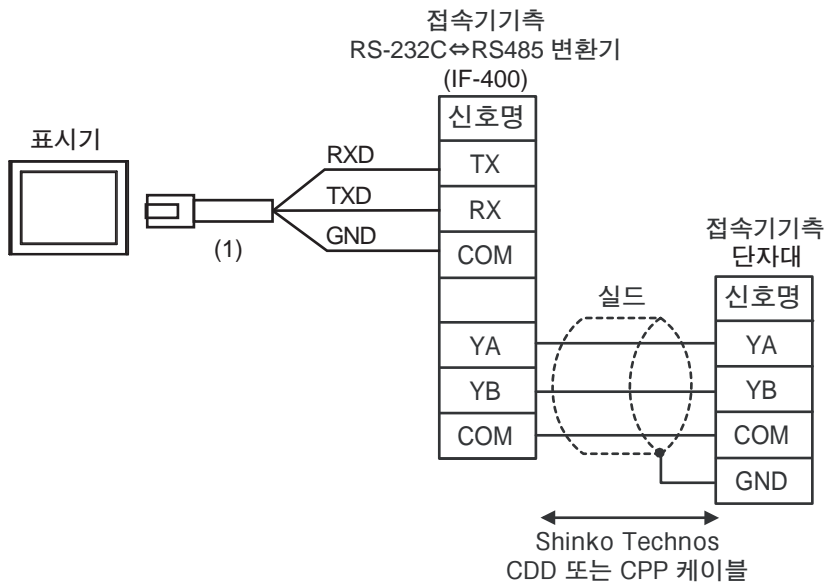 접속기기측
RS-232C⇔RS485 변환기
(IF-400)
신호명
표시기
RXD
TX
TXD
RX
(1)
GND
COM
접속기기측
단자대
실드
신호명
YA
YA
YB
YB
COM
COM
GND
Shinko Technos
CDD 또는 CPP 케이블